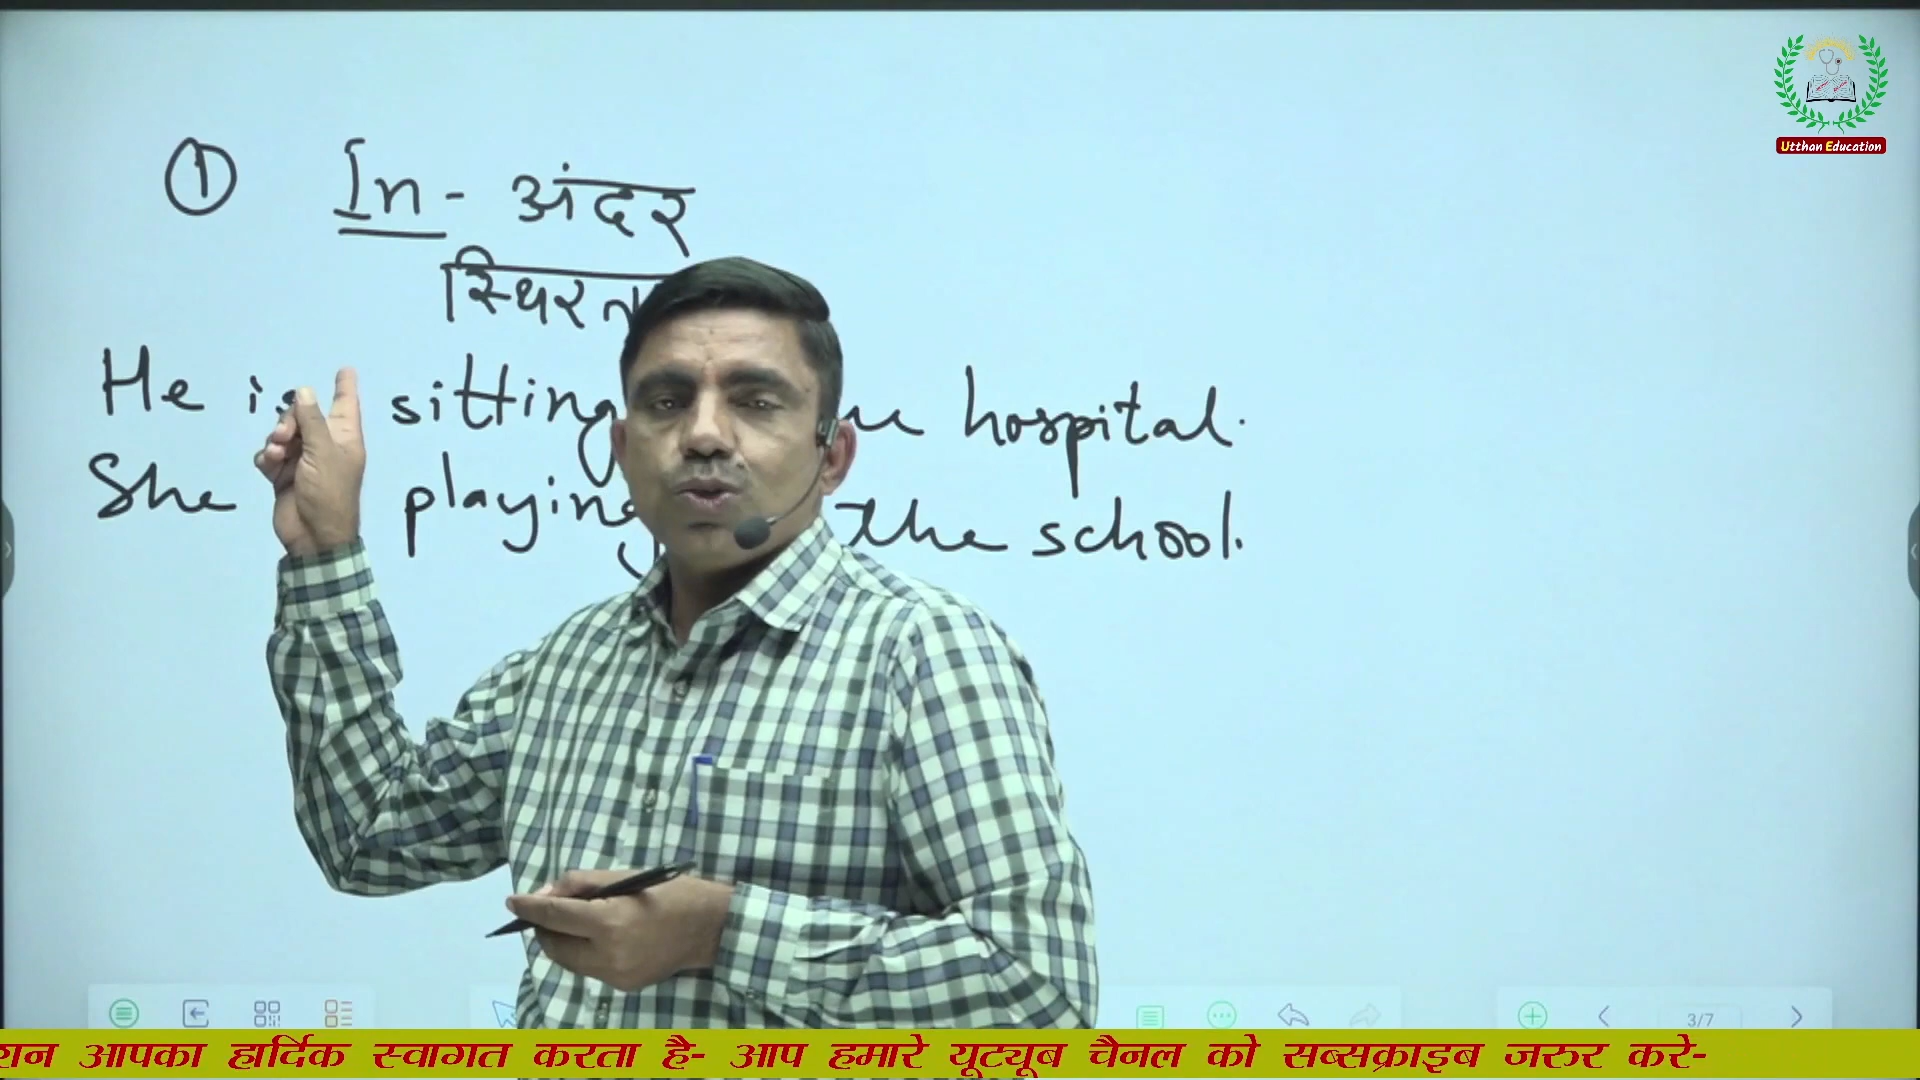 ① In - अंदर
स्थिर
He is sitting hospital.
She playing the school.
Utthan Education
आपका हार्दिक स्वागत करता है- आप हमारे यूट्यूब चैनल को सब्सक्राइब जरुर करे-
3/7